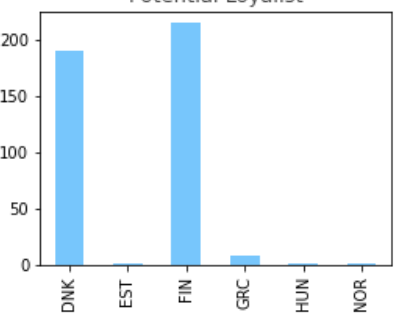 Potential Loyalist
200
150
100
50
0
DNK
EST
FIN
GRC
HUN
NOR